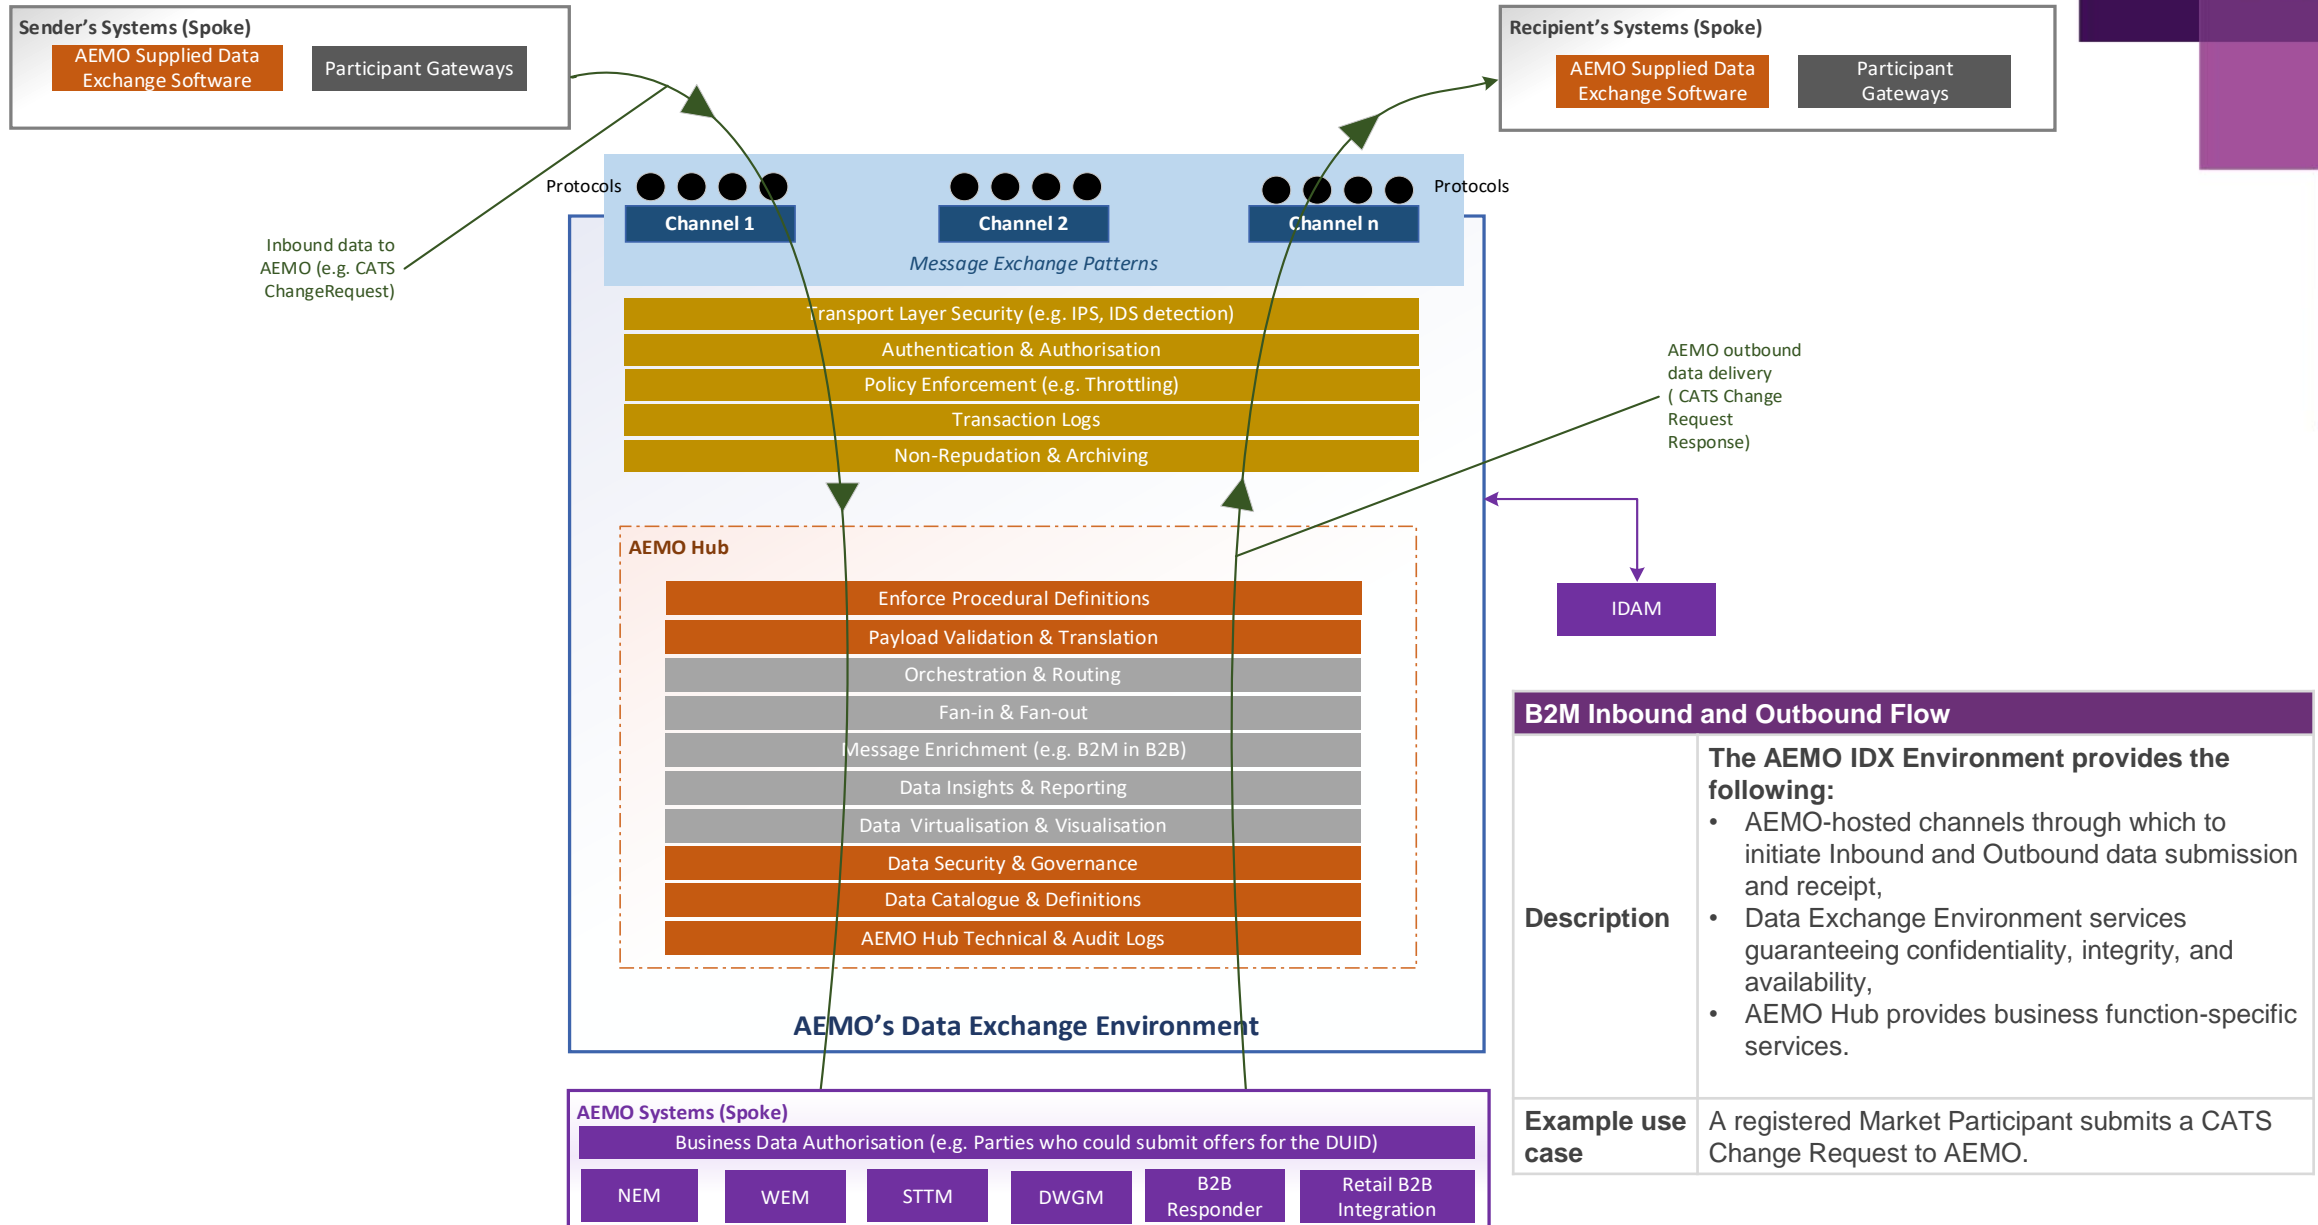 Sender's Systems (Spoke)
AEMO Supplied Data
Exchange Software
Participant Gateways
Recipient's Systems (Spoke)
AEMO Supplied Data
Exchange Software
Participant
Gateways
Protocols
Protocols
Channel 1
Channel 2
Channel n
Message Exchange Patterns
Inbound data to
AEMO (e.g. CATS
ChangeRequest)
Transport Layer Security (e.g. IPS, IDS detection)
Authentication & Authorisation
Policy Enforcement (e.g. Throttling)
Transaction Logs
Non-Repudation & Archiving
AEMO outbound
data delivery
( CATS Change
Request
Response)
AEMO Hub
Enforce Procedural Definitions
Payload Validation & Translation
Orchestration & Routing
Fan-in & Fan-out
Message Enrichment (e.g. B2M in B2B)
Data Insights & Reporting
Data  Virtualisation & Visualisation
Data Security & Governance
Data Catalogue & Definitions
AEMO Hub Technical & Audit Logs
AEMO's Data Exchange Environment
IDAM
AEMO Systems (Spoke)
Business Data Authorisation (e.g. Parties who could submit offers for the DUID)
NEM
WEM
STTM
DWGM
B2B
Responder
Retail B2B
Integration
B2M Inbound and Outbound Flow
Description
The AEMO IDX Environment provides the
following:
• AEMO-hosted channels through which to
initiate Inbound and Outbound data submission
and receipt,
• Data Exchange Environment services
guaranteeing confidentiality, integrity, and
availability,
• AEMO Hub provides business function-specific
services.
Example use
case
A registered Market Participant submits a CATS
Change Request to AEMO.